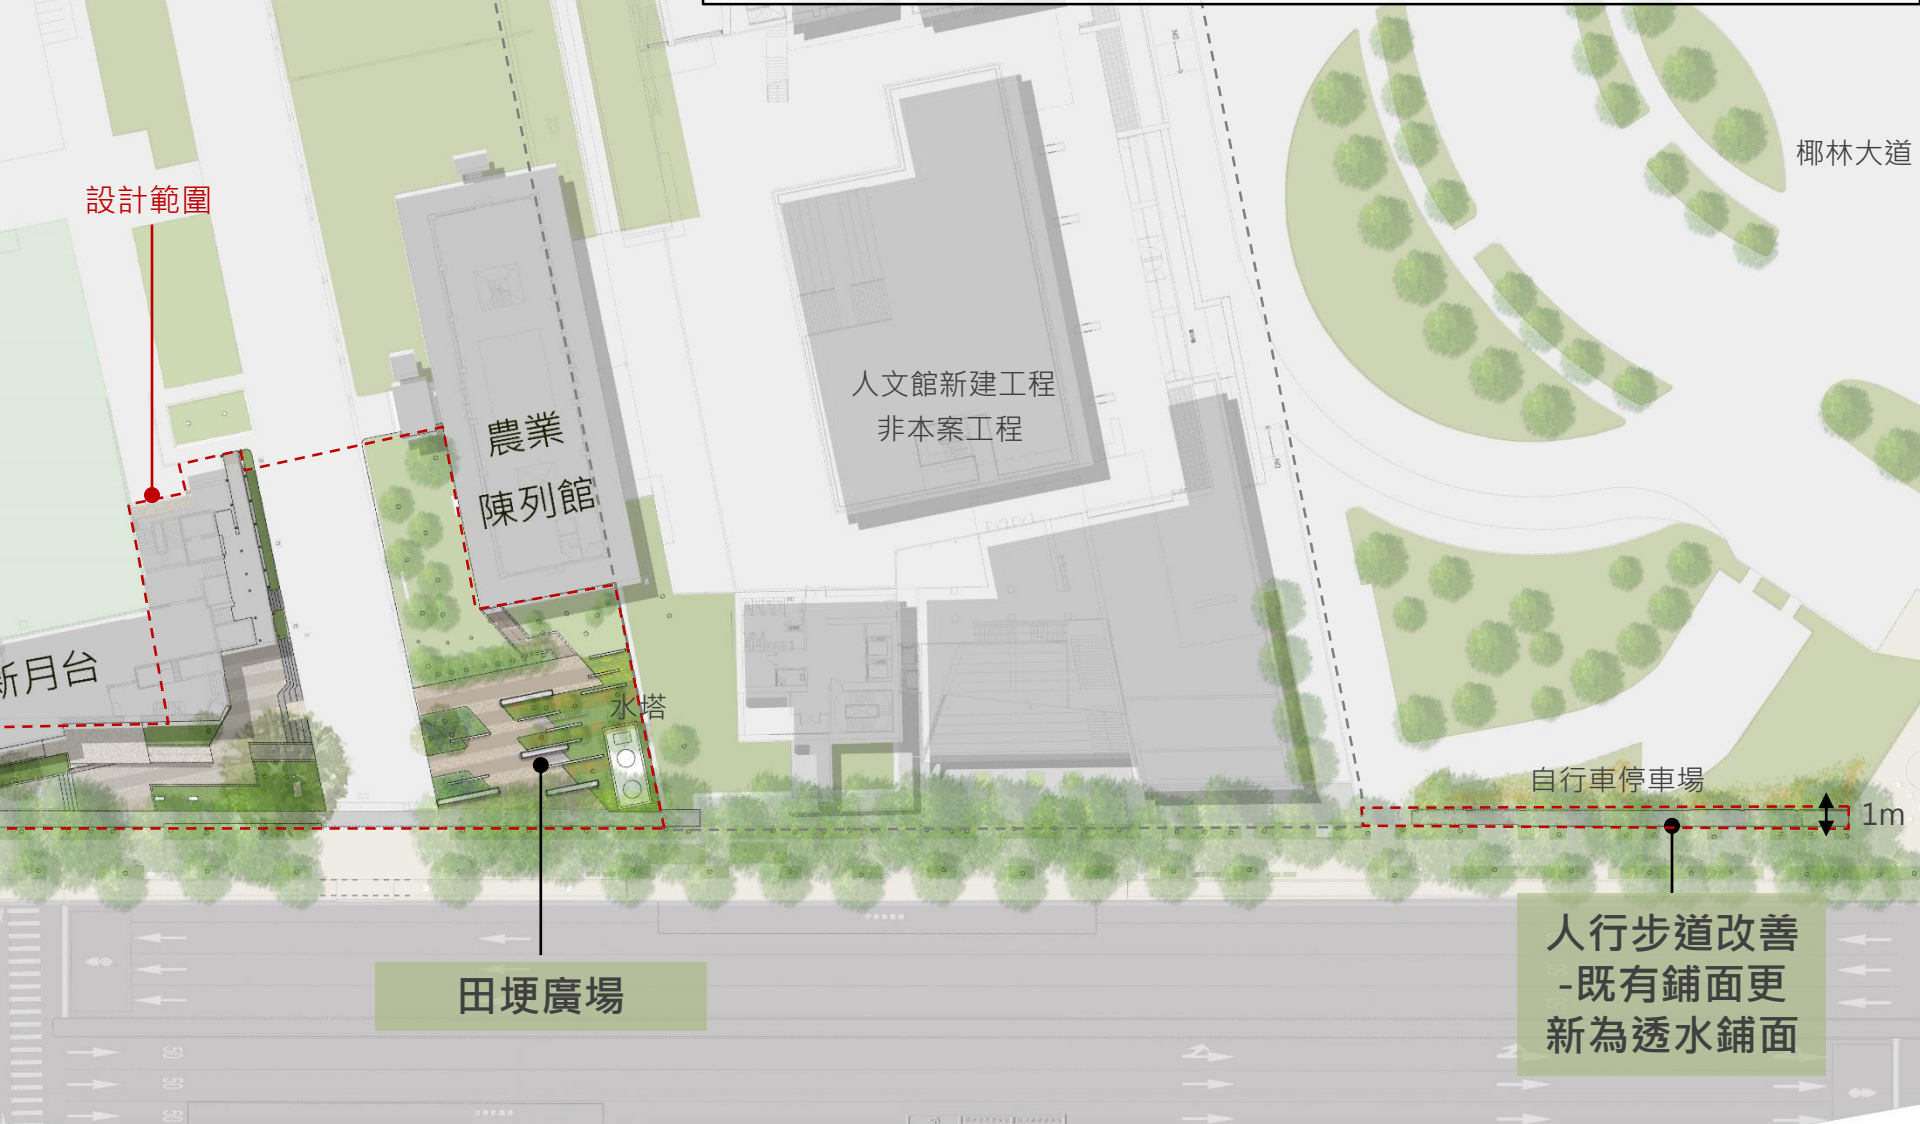 椰林大道
設計範圍
人文館新建工程
非本案工程
農業
陳列館
新月台
水塔
自行車停車場
1m
田埂廣場
人行步道改善
-既有鋪面更
新為透水鋪面
50
50
50